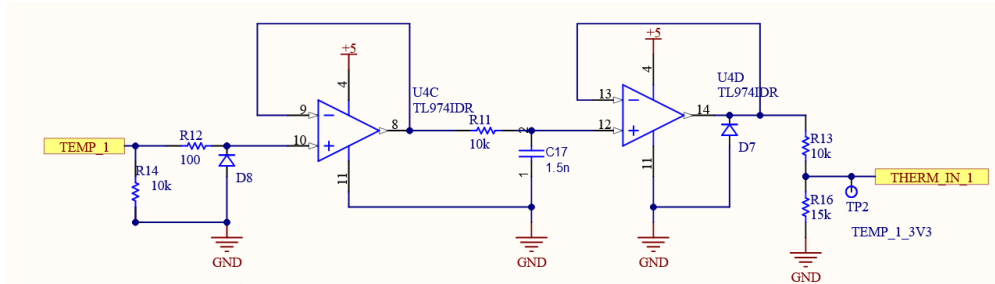 +5
4
9
U4C
TL974IDR
8
10
11
TEMP_1
R12
100
R14
10k
D8
GND
R11
10k
2
C17
1.5n
1
GND
+5
4
13
U4D
TL974IDR
14
12
11
D7
GND
R13
10k
THERM_IN_1
R16
15k
TP2
TEMP_1_3V3
GND